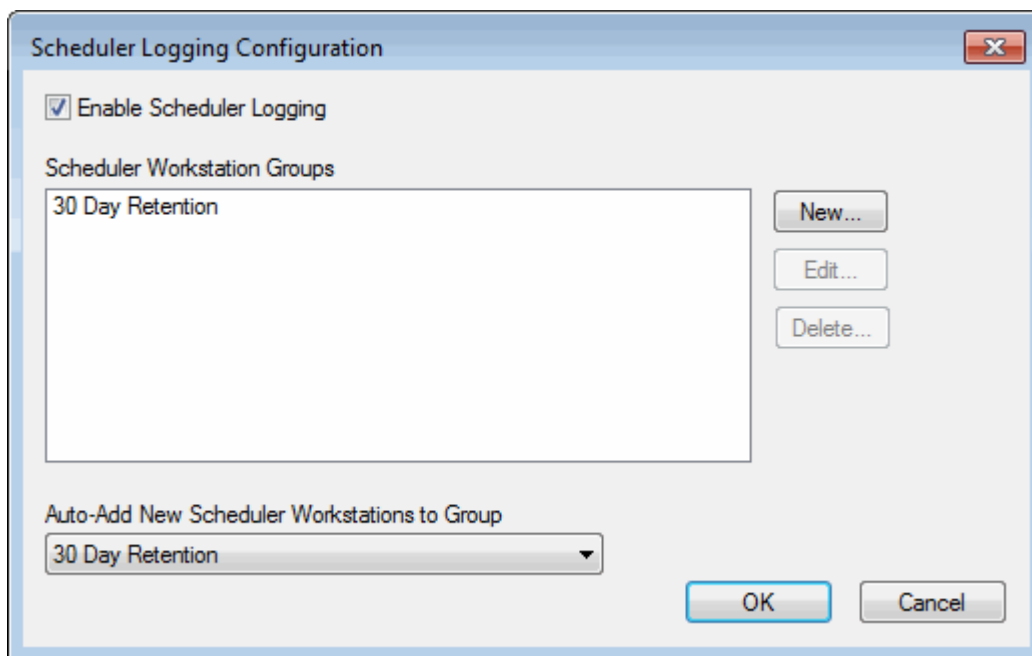 Scheduler Logging Configuration
Enable Scheduler Logging
Scheduler Workstation Groups
30 Day Retention
New...
Edit...
Delete...
Auto-Add New Scheduler Workstations to Group
30 Day Retention
OK
Cancel